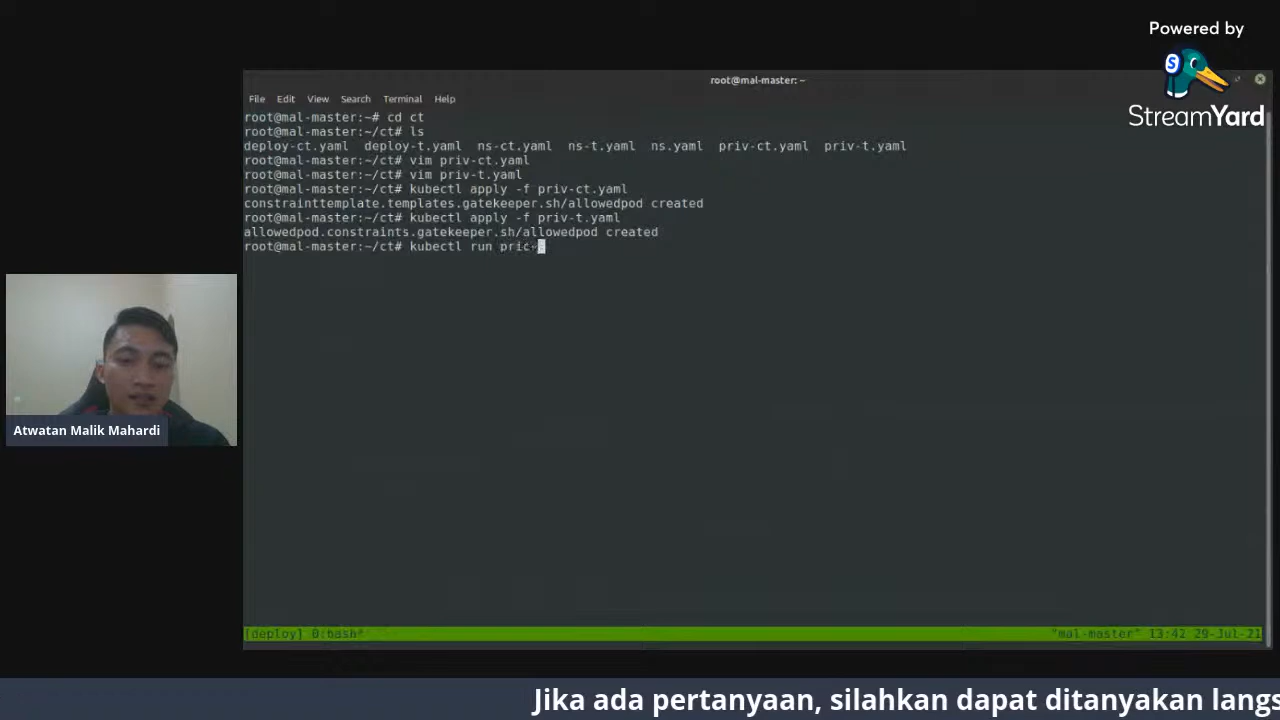 Powered by
StreamYard
root@mal-master: ~
File Edit View Search Terminal Help
root@mal-master:~# cd ct
root@mal-master:~/ct# ls
deploy-ct.yaml deploy-t.yaml ns-ct.yaml ns-t.yaml ns.yaml priv-ct.yaml priv-t.yaml
root@mal-master:~/ct# vim priv-ct.yaml
root@mal-master:~/ct# vim priv-t.yaml
root@mal-master:~/ct# kubectl apply -f priv-ct.yaml
constrainttemplate.templates.gatekeeper.sh/allowedpod created
root@mal-master:~/ct# kubectl apply -f priv-t.yaml
allowedpod.constraints.gatekeeper.sh/allowedpod created
root@mal-master:~/ct# kubectl run
Atwatan Malik Mahardi
[deploy] 0:bash* "mal-master" 13:42 29-Jul-21
Jika ada pertanyaan, silahkan dapat ditanyakan langs